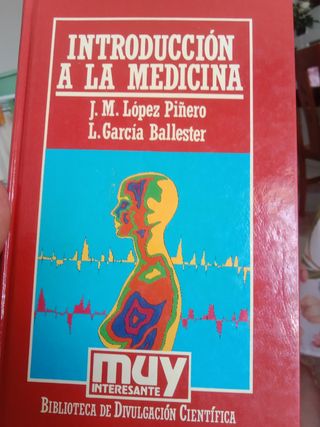 INTRODUCCIÓN
A LA MEDICINA
J. M. López Piñero
L. García Ballester
muy
INTERESANTE
BIBLIOTECA DE DIVULGACIÓN CIENTÍFICA